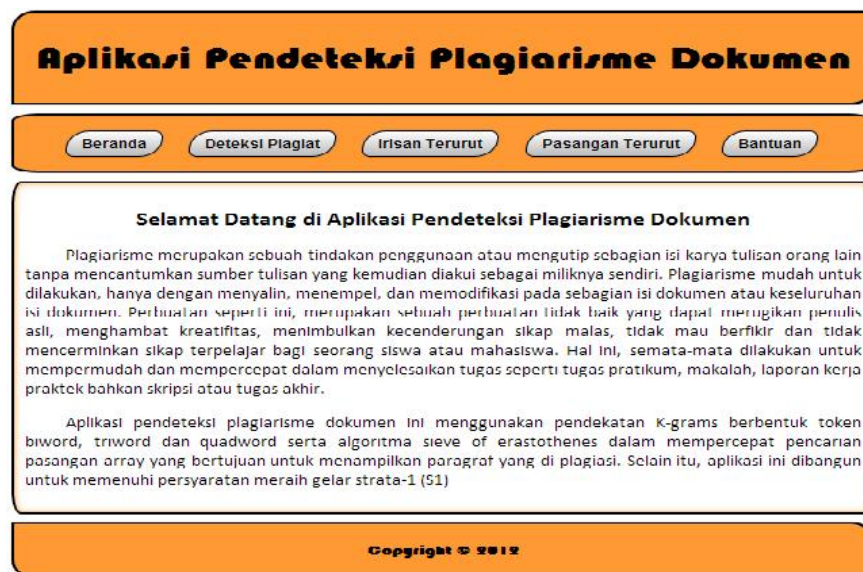 Aplikasi Pendeteksi Plagiarisme Dokumen
Beranda Deteksi Plagiat Irisan Terurut Pasangan Terurut Bantuan
Selamat Datang di Aplikasi Pendeteksi Plagiarisme Dokumen
Plagiarisme merupakan sebuah tindakan penggunaan atau mengutip sebagian isi karya tulisan orang lain
tanpa mencantumkan sumber tulisan yang kemudian diakui sebagai miliknya sendiri. Plagiarisme mudah untuk
dilakukan, hanya dengan menyalin, menempel, dan memodifikasi pada sebagian isi dokumen atau keseluruhan
isi dokumen. Perbuatan seperti ini, merupakan sebuah perbuatan tidak baik yang dapat merugikan penulis
asli, menghambat kreatifitas, menimbulkan kecenderungan sikap malas, tidak mau berfikir dan tidak
mencerminkan sikap terpelajar bagi seorang siswa atau mahasiswa. Hal ini, semata-mata dilakukan untuk
mempermudah dan mempercepat dalam menyelesaikan tugas seperti tugas pratikum, makalah, laporan kerja
praktek bahkan skripsi atau tugas akhir.
Aplikasi pendeteksi plagiarisme dokumen ini menggunakan pendekatan K-grams berbentuk token
biword, triword dan quadword serta algoritma sieve of erastothenes dalam mempercepat pencarian
pasangan array yang bertujuan untuk menampilkan paragraf yang di plagiasi. Selain itu, aplikasi ini dibangun
untuk memenuhi persyaratan meraih gelar strata-1 (S1)
Copyright © 2012